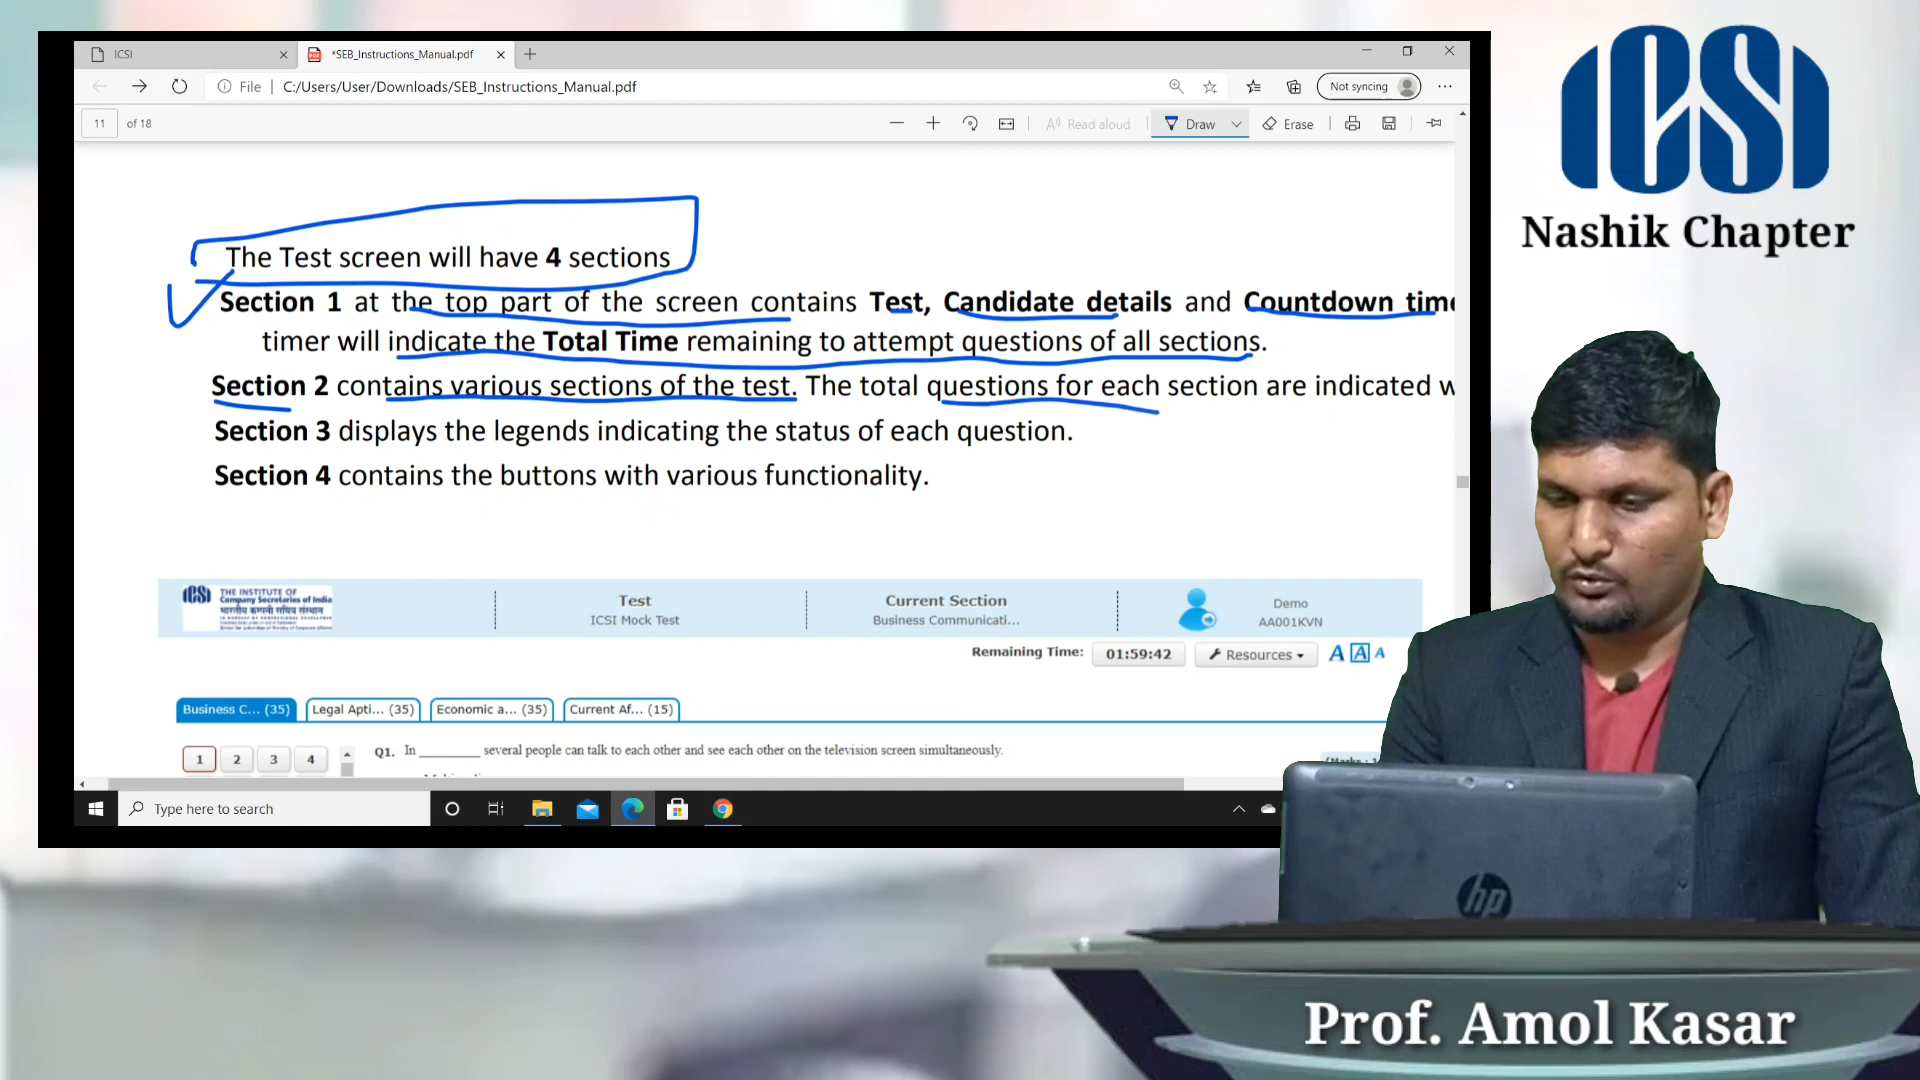 ICSI
*SEB_Instructions_Manual.pdf
File
C:/Users/User/Downloads/SEB_Instructions_Manual.pdf
Not syncing
11 of 18
Read aloud
Draw
Erase
ICSI
Nashik Chapter
The Test screen will have 4 sections
Section 1 at the top part of the screen contains Test, Candidate details and Countdown time
timer will indicate the Total Time remaining to attempt questions of all sections.
Section 2 contains various sections of the test. The total questions for each section are indicated w
Section 3 displays the legends indicating the status of each question.
Section 4 contains the buttons with various functionality.
ICSI
THE INSTITUTE OF
Company Secretaries of India
भारतीय कम्पनी सचिव संस्थान
Test
ICSI Mock Test
Current Section
Business Communicati...
Demo
AA001KVN
Remaining Time: 01:59:42 Resources A A A
Business C... (35) Legal Apti... (35) Economic a... (35) Current Af... (15)
1 2 3 4
Q1. In ________ several people can talk to each other and see each other on the television screen simultaneously.
Type here to search
hp
Prof. Amol Kasar